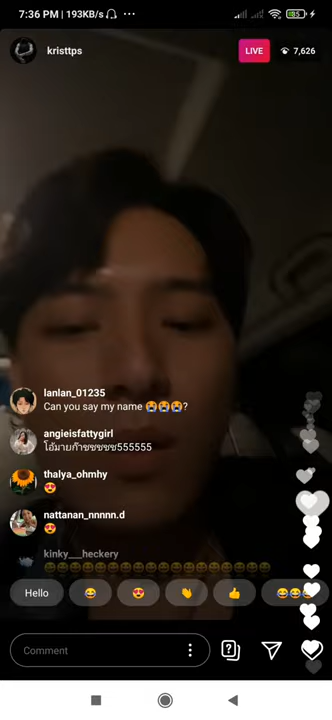 7:36 PM | 193KB/s
85
kristtps
LIVE
7,626
lanlan_01235
Can you say my name 😭😭😭?
angieisfattygirl
โอ้มายก๊าซซซซซ555555
thalya_ohmhy
😍
nattanan_nnnnn.d
😍
kinky___heckery
😂😂😂😂😂😂😂😂😂😂😂😂😂😂😂😂😂😂
Hello 😂 😍 👏 👍 😂😂😂
Comment